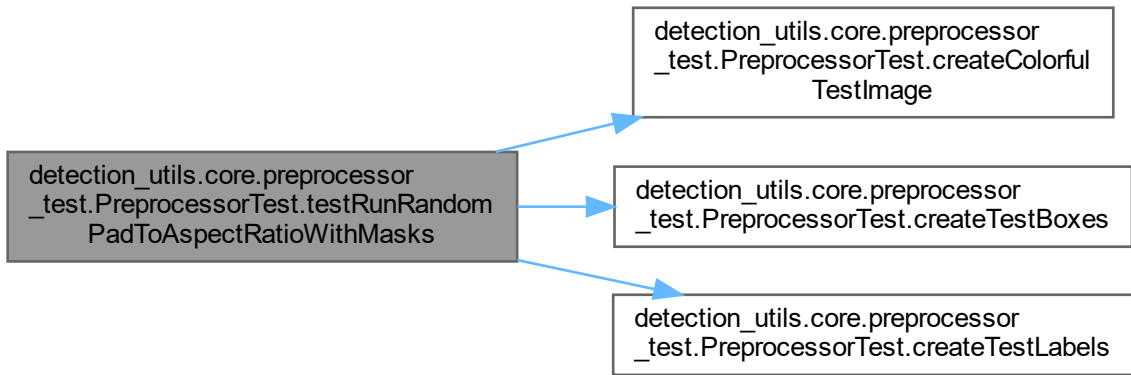 detection_utils.core.preprocessor
_test.PreprocessorTest.testRunRandom
PadToAspectRatioWithMasks
detection_utils.core.preprocessor
_test.PreprocessorTest.createColorful
TestImage
detection_utils.core.preprocessor
_test.PreprocessorTest.createTestBoxes
detection_utils.core.preprocessor
_test.PreprocessorTest.createTestLabels